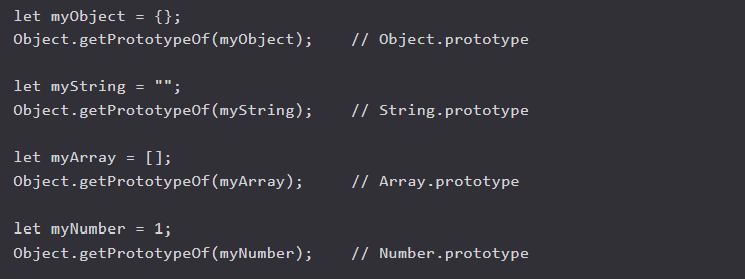 let myObject = {};
Object.getPrototypeOf(myObject);    // Object.prototype
let myString = "";
Object.getPrototypeOf(myString);    // String.prototype
let myArray = [];
Object.getPrototypeOf(myArray);     // Array.prototype
let myNumber = 1;
Object.getPrototypeOf(myNumber);    // Number.prototype